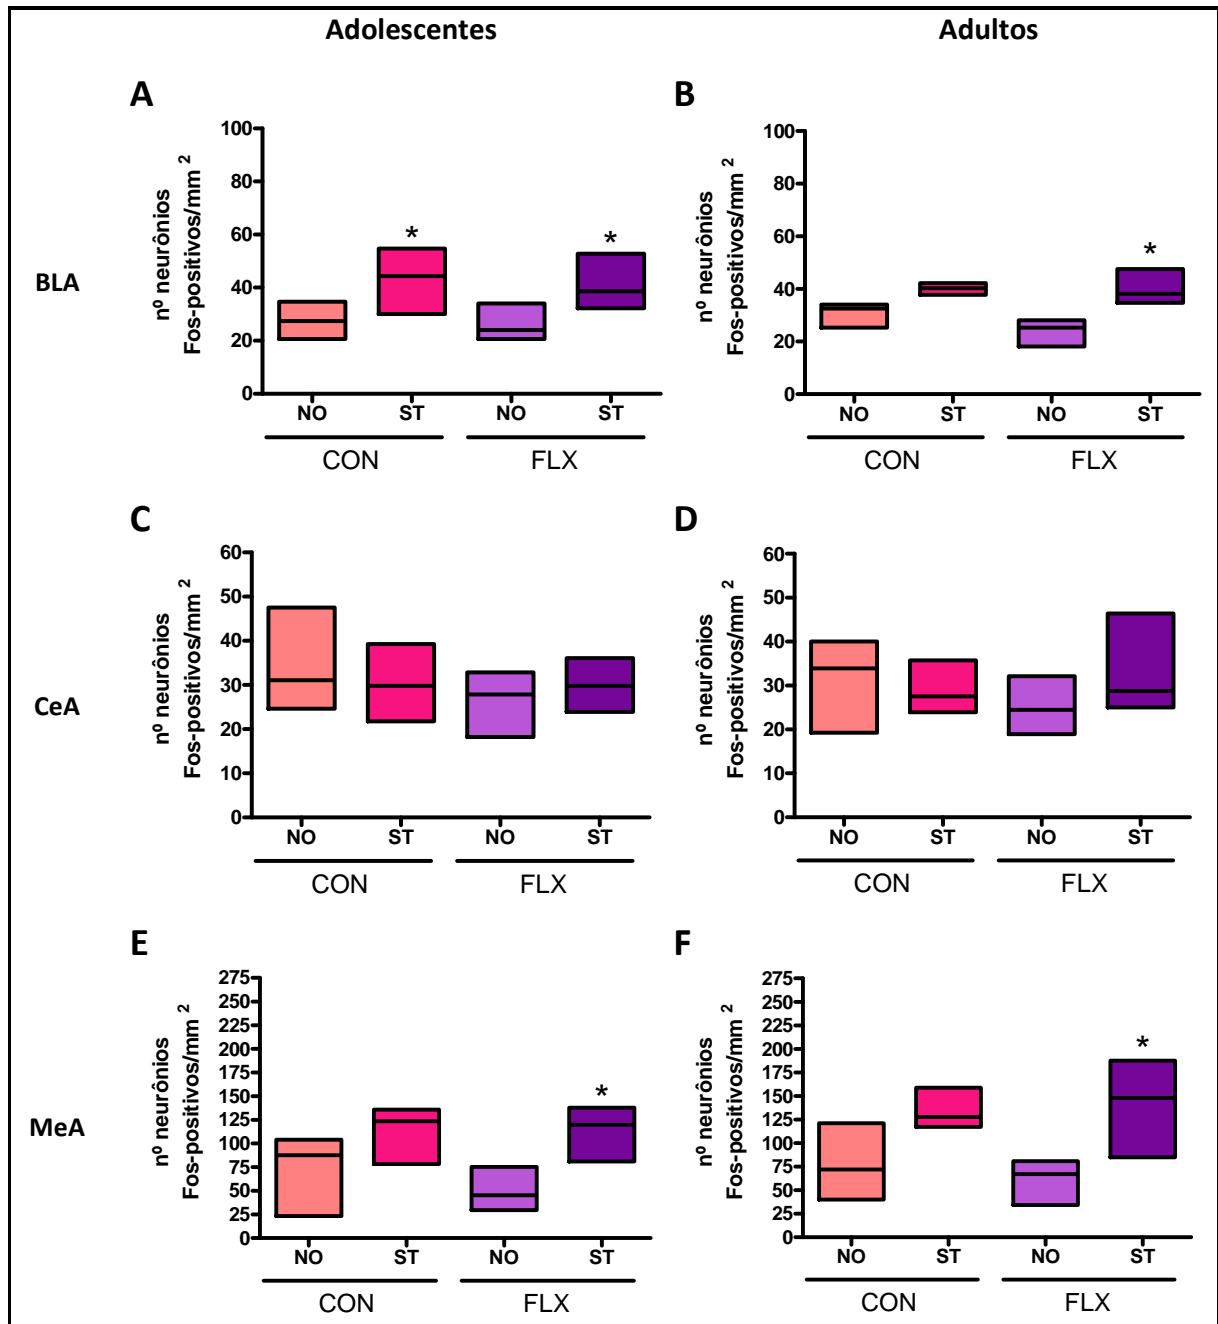 Adolescentes
Adultos
A
nº neurônios
Fos-positivos/mm 2
100
80
60
40
20
0
*
*
NO
ST
NO
ST
CON
FLX
B
nº neurônios
Fos-positivos/mm 2
100
80
60
40
20
0
*
NO
ST
NO
ST
CON
FLX
BLA
C
nº neurônios
Fos-positivos/mm 2
60
50
40
30
20
10
0
NO
ST
NO
ST
CON
FLX
D
nº neurônios
Fos-positivos/mm 2
60
50
40
30
20
10
0
NO
ST
NO
ST
CON
FLX
CeA
E
nº neurônios
Fos-positivos/mm 2
275
250
225
200
175
150
125
100
75
50
25
0
*
NO
ST
NO
ST
CON
FLX
F
nº neurônios
Fos-positivos/mm 2
275
250
225
200
175
150
125
100
75
50
25
0
*
NO
ST
NO
ST
CON
FLX
MeA